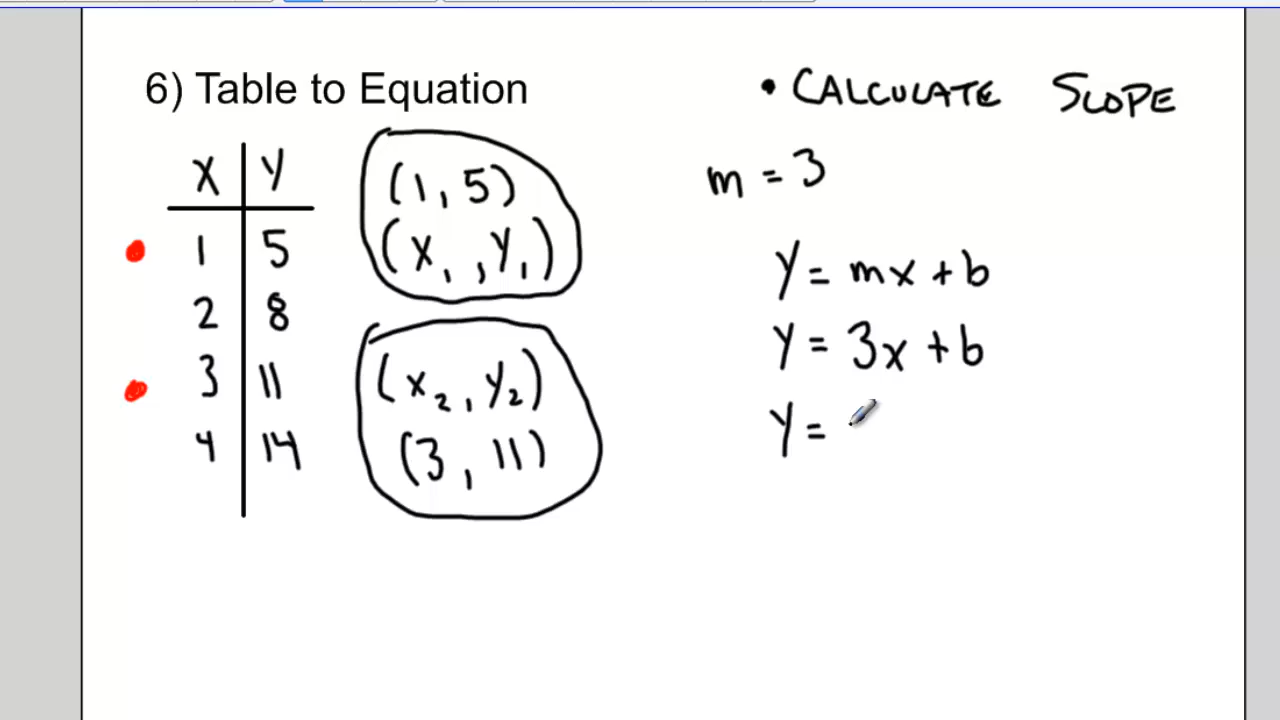 6) Table to Equation
X Y
1 5
2 8
3 11
4 14
(1, 5)
(X₁, Y₁)
(x₂, y₂)
(3, 11)
• CALCULATE SLOPE
m = 3
y = mx + b
y = 3x + b
y =